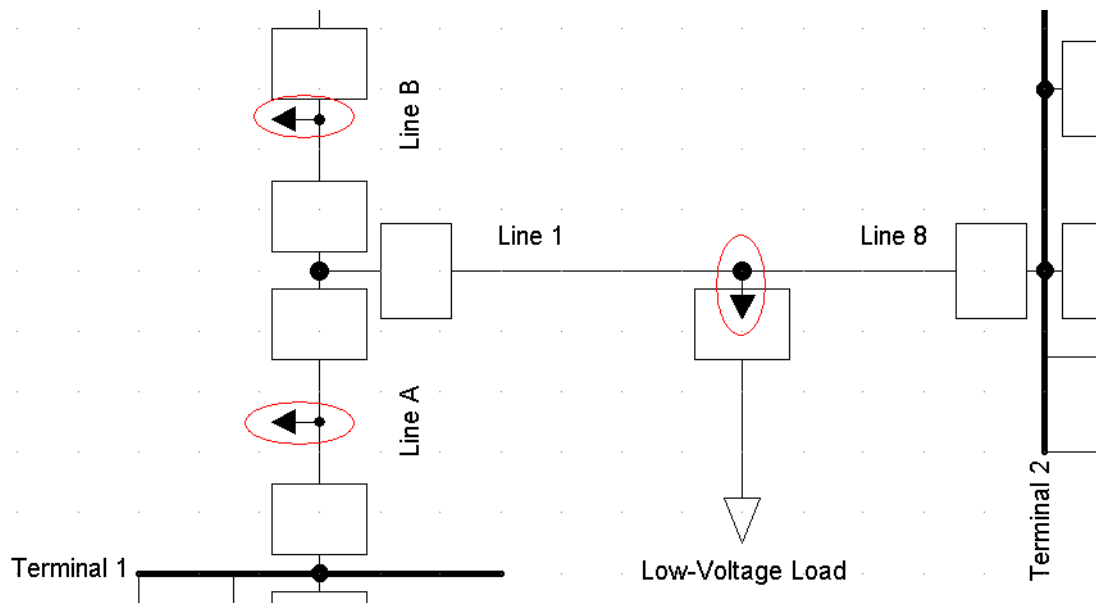 Line B
Line 1
Line 8
Line A
Terminal 2
Terminal 1
Low-Voltage Load